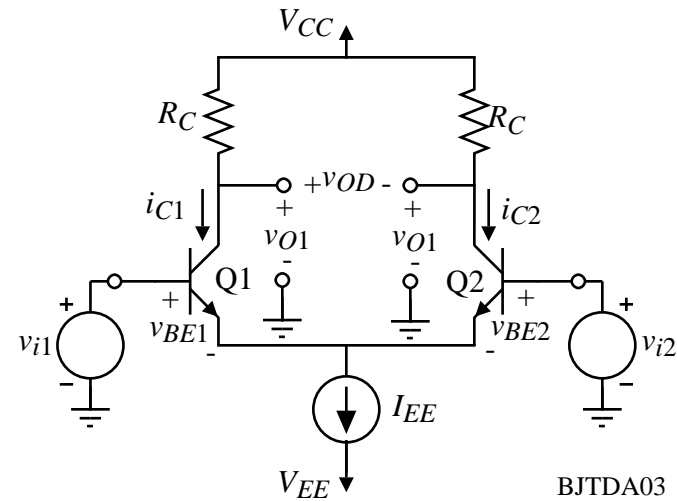 VCC
RC RC
+vOD -
iC1 + + iC2
vO1 vO1
- -
Q1 Q2
+ + + +
vBE1 vBE2
vi1 vi2
- - - -
IEE
VEE
BJTDA03